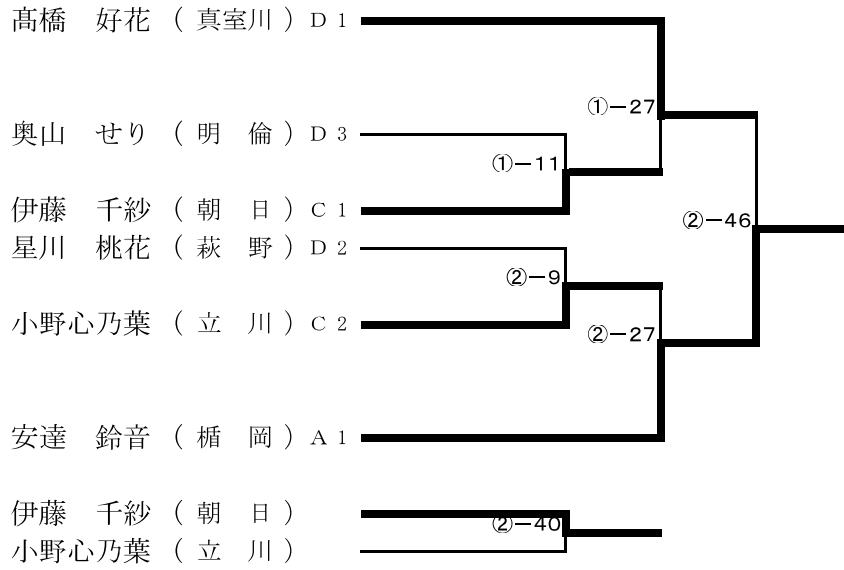 髙橋　好花（真室川）D 1
①－27
奥山　せり（明　倫）D 3
①－11
伊藤　千紗（朝　日）C 1
②－46
星川　桃花（萩　野）D 2
②－9
小野心乃葉（立　川）C 2
②－27
安達　鈴音（楯　岡）A 1
伊藤　千紗（朝　日）
②－40
小野心乃葉（立　川）